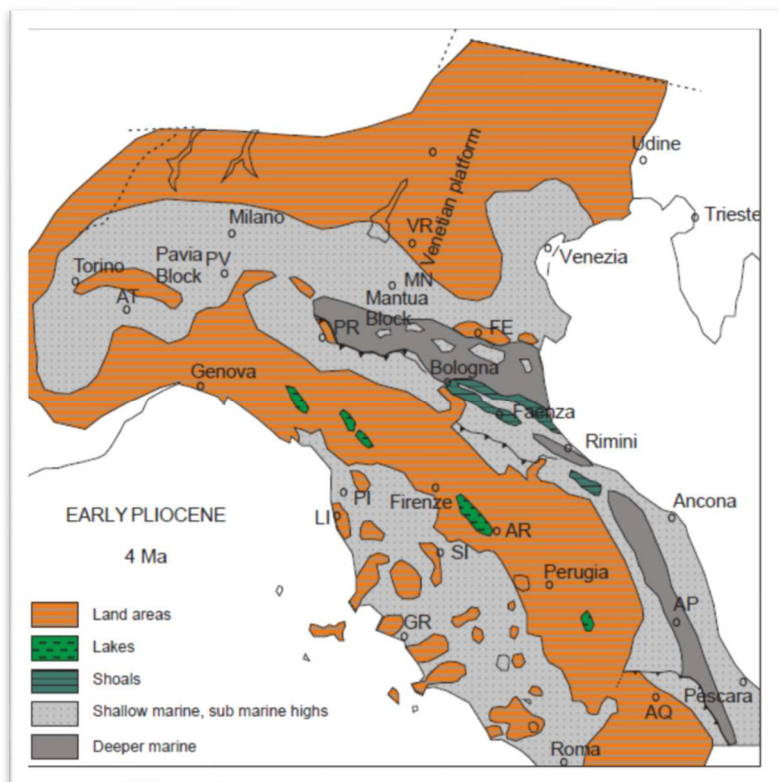 Udine
Venetian platform
Trieste
Milano
VR
Venezia
Pavia
Block
PV
Torino
MN
AT
Mantua
Block
PR
FE
Bologna
Genova
Faenza
Rimini
PI
Firenze
Ancona
LI
EARLY PLIOCENE
AR
SI
4 Ma
Perugia
AP
GR
Land areas
Lakes
Shoals
Pescara
AQ
Shallow marine, sub marine highs
Deeper marine
Roma